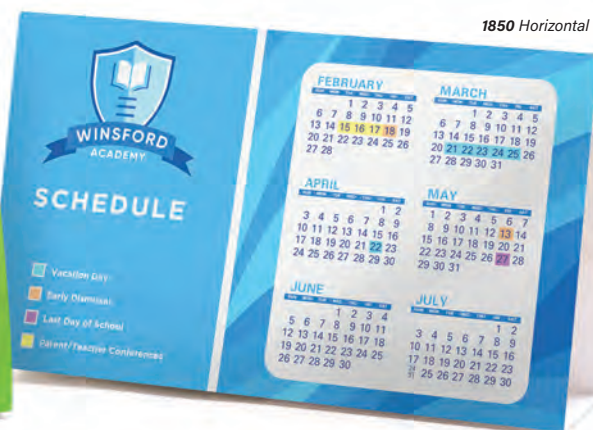 1850 Horizontal
WINSFORD
ACADEMY
SCHEDULE
Vacation Day
Early Dismissal
Last Day of School
Parent/Teacher Conferences
FEBRUARY
1 2 3 4 5
6 7 8 9 10 11 12
13 14 15 16 17 18 19
20 21 22 23 24 25 26
27 28
MARCH
1 2 3 4 5
6 7 8 9 10 11 12
13 14 15 16 17 18 19
20 21 22 23 24 25 26
27 28 29 30 31
APRIL
1 2
3 4 5 6 7 8 9
10 11 12 13 14 15 16
17 18 19 20 21 22 23
24 25 26 27 28 29 30
MAY
1 2 3 4 5 6 7
8 9 10 11 12 13 14
15 16 17 18 19 20 21
22 23 24 25 26 27 28
29 30 31
JUNE
1 2 3 4
5 6 7 8 9 10 11
12 13 14 15 16 17 18
19 20 21 22 23 24 25
26 27 28 29 30
JULY
1 2
3 4 5 6 7 8 9
10 11 12 13 14 15 16
17 18 19 20 21 22 23
24 31 25 26 27 28 29 30